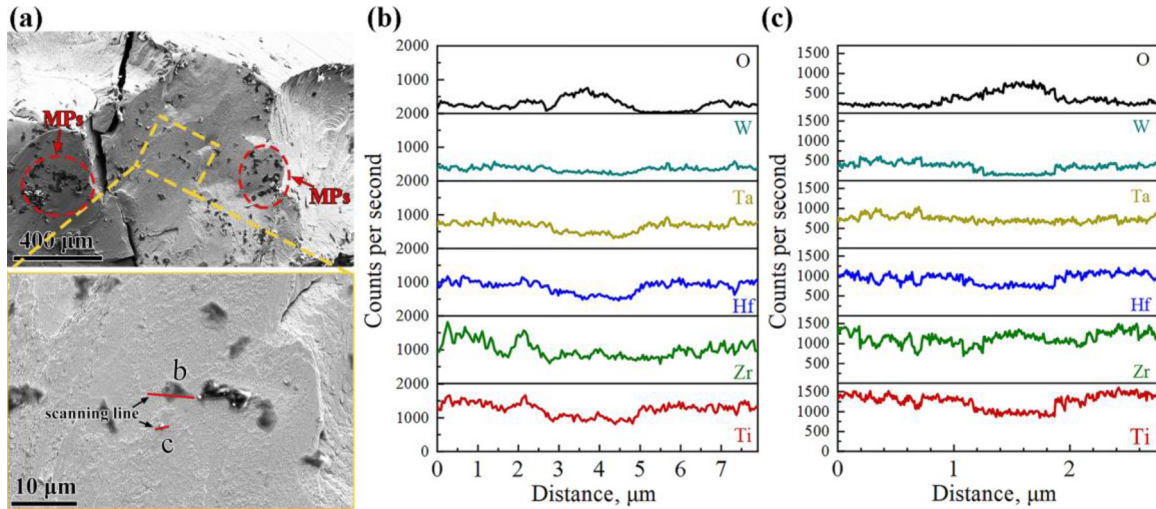 (a)
MPs
MPs
400 μm
b
scanning line
c
10 μm
(b)
Counts per second
2000
1000
2000
1000
2000
1000
2000
1000
2000
1000
2000
1000
0
O
W
Ta
Hf
Zr
Ti
0 1 2 3 4 5 6 7
Distance, μm
(c)
Counts per second
1500
1000
500
1500
1000
500
1500
1000
500
1500
1000
500
1500
1000
500
1500
1000
500
0
O
W
Ta
Hf
Zr
Ti
0 1 2
Distance, μm